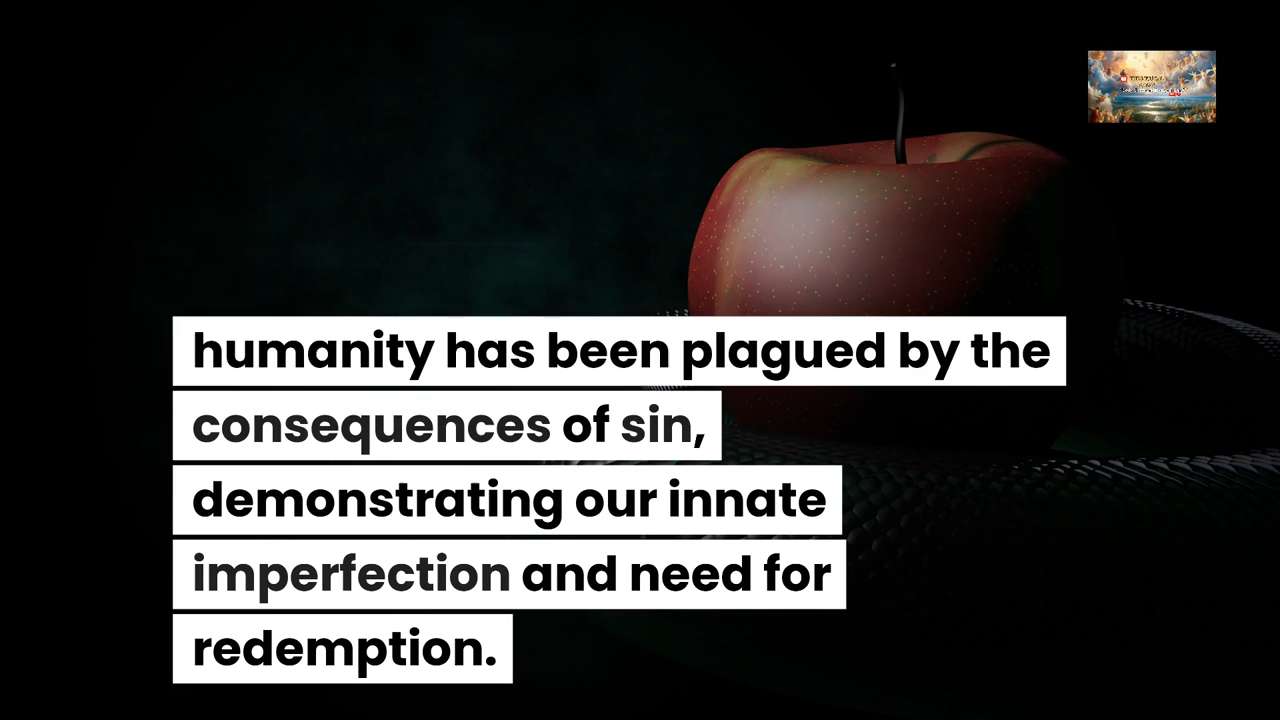 humanity has been plagued by the
consequences of sin,
demonstrating our innate
imperfection and need for
redemption.